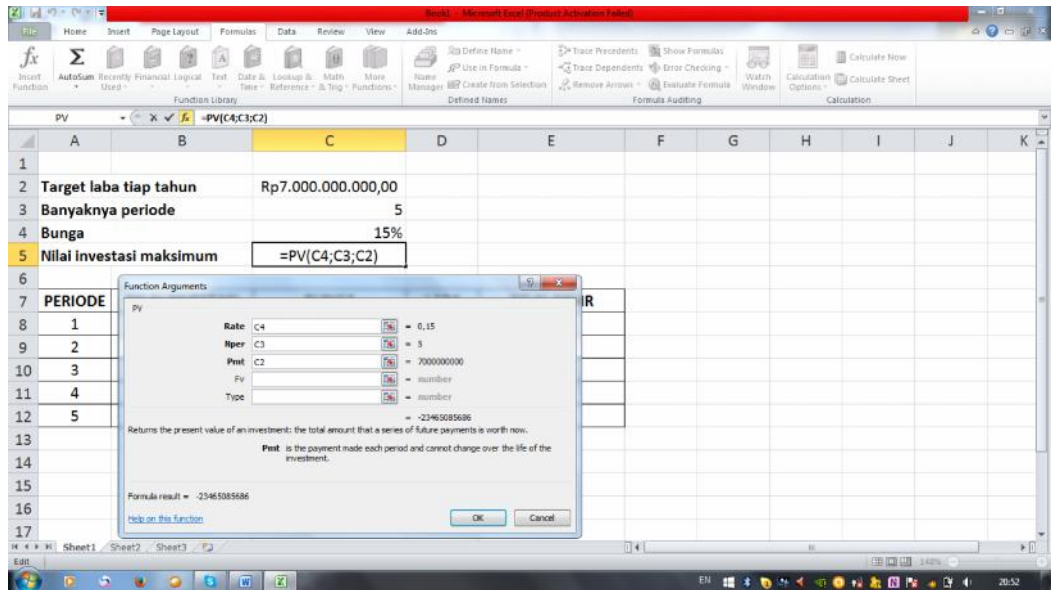 Book1 - Microsoft Excel (Product Activation Failed)
File Home Insert Page Layout Formulas Data Review View Add-Ins
fx Σ
Insert Function AutoSum Recently Used Financial Logical Text Date & Time Lookup & Reference Math & Trig More Functions
Function Library
Name Manager Define Name Use in Formula Create from Selection
Defined Names
Trace Precedents Trace Dependents Remove Arrows Show Formulas Error Checking Evaluate Formula Watch Window
Formula Auditing
Calculation Options Calculate Now Calculate Sheet
Calculation
PV fx =PV(C4;C3;C2)
A B C D E F G H I J K
1
2 Target laba tiap tahun Rp7.000.000.000,00
3 Banyaknya periode 5
4 Bunga 15%
5 Nilai investasi maksimum =PV(C4;C3;C2)
6
7 PERIODE IR
8 1
9 2
10 3
11 4
12 5
13
14
15
16
17
Function Arguments
PV
Rate C4 = 0,15
Nper C3 = 5
Pmt C2 = 7000000000
Fv = number
Type = number
= -23465085686
Returns the present value of an investment: the total amount that a series of future payments is worth now.
Pmt is the payment made each period and cannot change over the life of the
investment.
Formula result = -23465085686
Help on this function OK Cancel
Sheet1 Sheet2 Sheet3
Edit 140%
EN 20:52